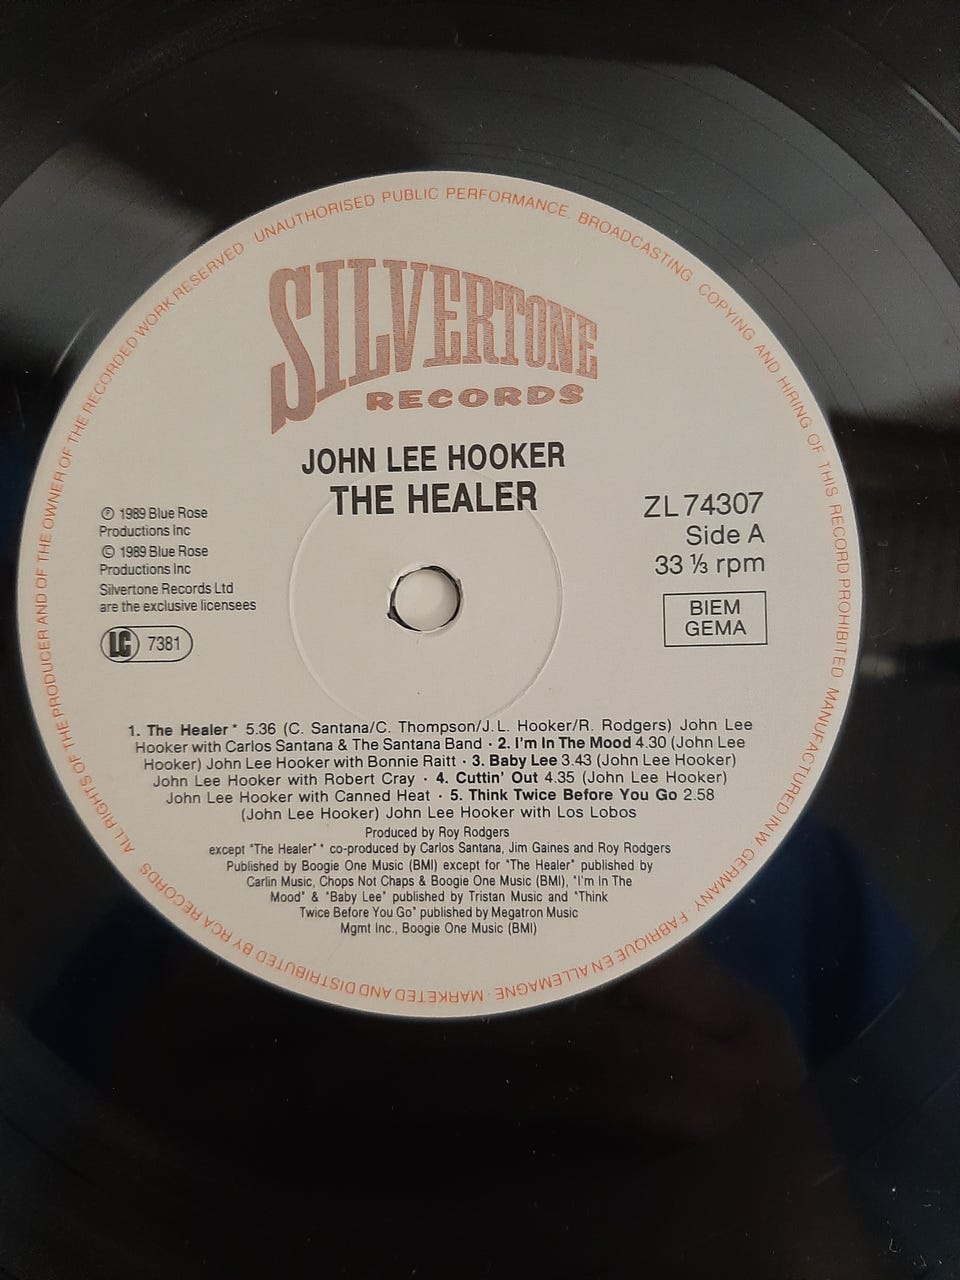 SILVERTONE
RECORDS
JOHN LEE HOOKER
THE HEALER
℗ 1989 Blue Rose
Productions Inc
© 1989 Blue Rose
Productions Inc
Silvertone Records Ltd
are the exclusive licensees
LC 7381
ZL 74307
Side A
33 ⅓ rpm
BIEM
GEMA
1. The Healer* 5.36 (C. Santana/C. Thompson/J.L. Hooker/R. Rodgers) John Lee
Hooker with Carlos Santana & The Santana Band · 2. I'm In The Mood 4.30 (John Lee
Hooker) John Lee Hooker with Bonnie Raitt · 3. Baby Lee 3.43 (John Lee Hooker)
John Lee Hooker with Robert Cray · 4. Cuttin' Out 4.35 (John Lee Hooker)
John Lee Hooker with Canned Heat · 5. Think Twice Before You Go 2.58
(John Lee Hooker) John Lee Hooker with Los Lobos
Produced by Roy Rodgers
except "The Healer"* co-produced by Carlos Santana, Jim Gaines and Roy Rodgers
Published by Boogie One Music (BMI) except for "The Healer" published by
Carlin Music, Chops Not Chaps & Boogie One Music (BMI), "I'm In The
Mood" & "Baby Lee" published by Tristan Music and "Think
Twice Before You Go" published by Megatron Music
Mgmt Inc., Boogie One Music (BMI)
ALL RIGHTS OF THE PRODUCER AND OF THE OWNER OF THE RECORDED WORK RESERVED UNAUTHORISED PUBLIC PERFORMANCE BROADCASTING COPYING AND HIRING OF THIS RECORD PROHIBITED MANUFACTURED IN W GERMANY FABRIQUE EN ALLEMAGNE MARKETED AND DISTRIBUTED BY RCA RECORDS